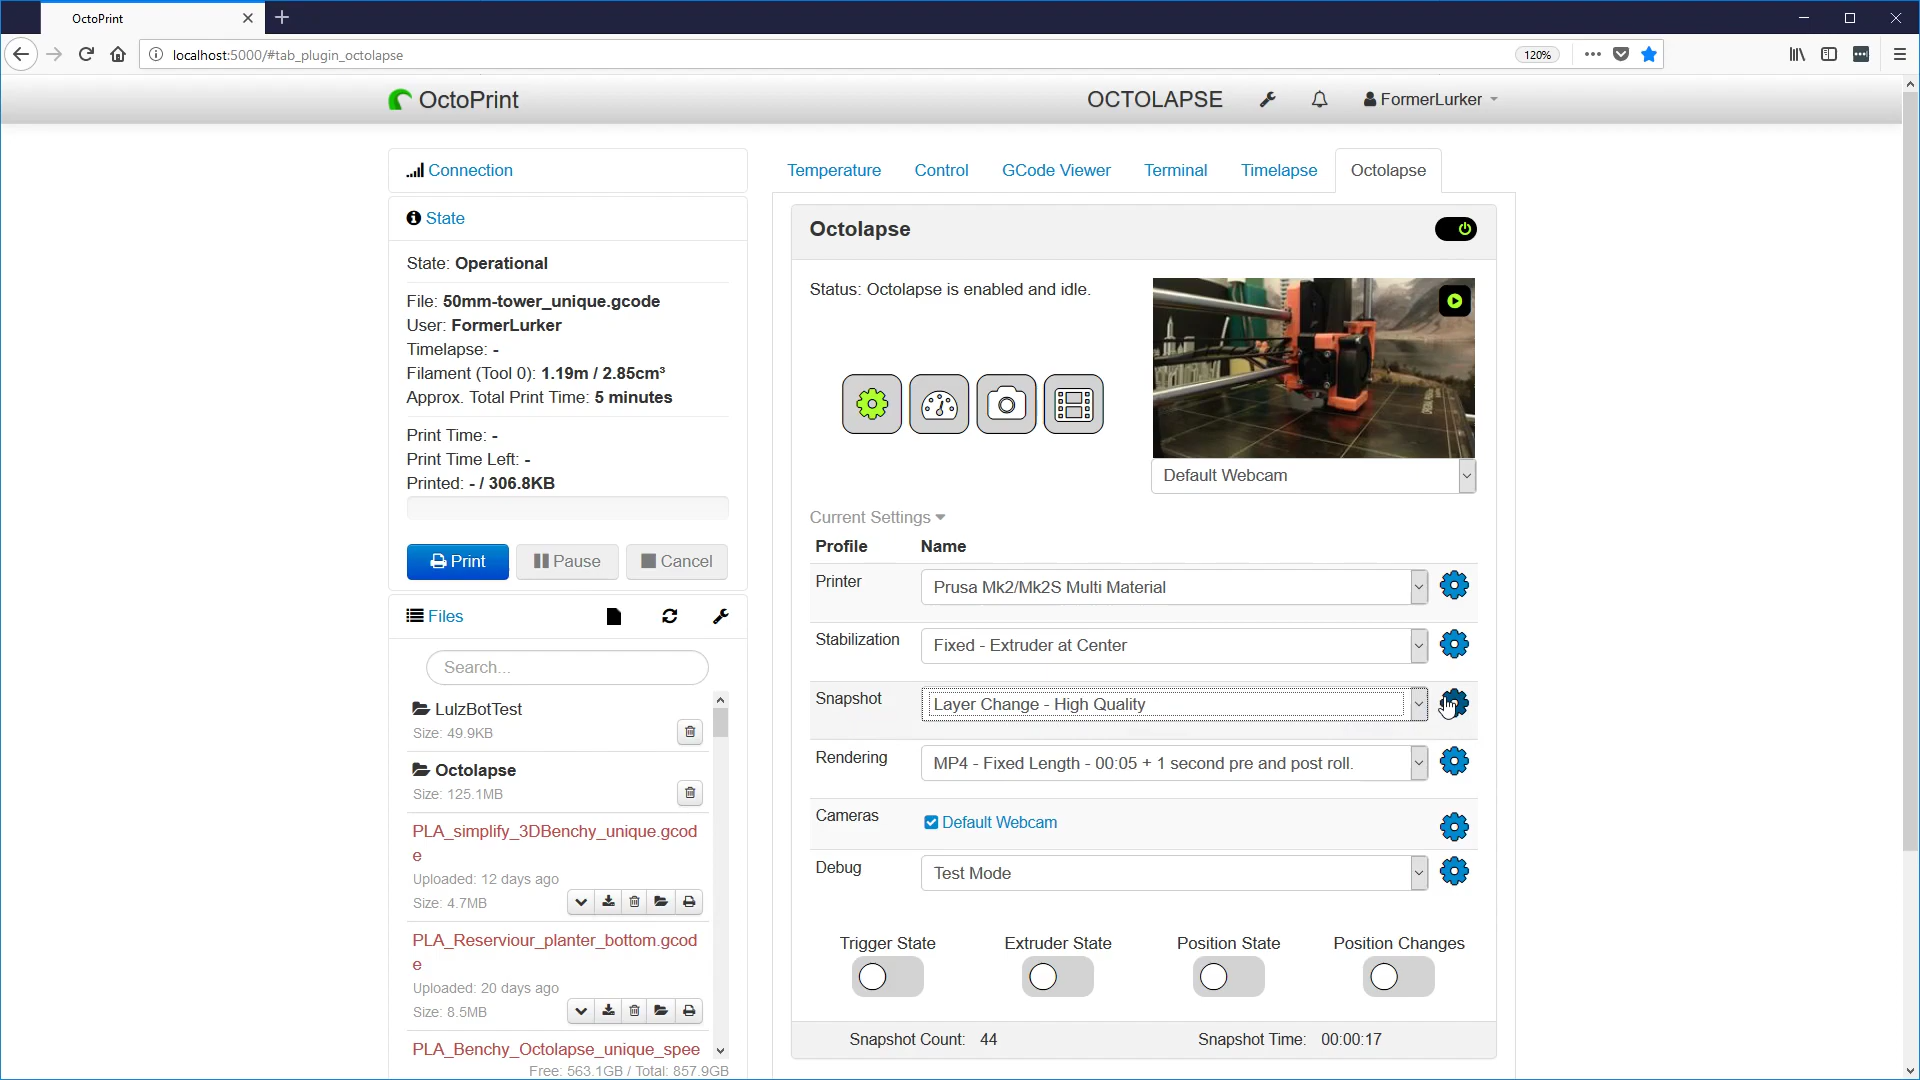 OctoPrint
localhost:5000/#tab_plugin_octolapse
120%
OctoPrint
OCTOLAPSE
FormerLurker
Connection
State
State: Operational
File: 50mm-tower_unique.gcode
User: FormerLurker
Timelapse: -
Filament (Tool 0): 1.19m / 2.85cm³
Approx. Total Print Time: 5 minutes
Print Time: -
Print Time Left: -
Printed: - / 306.8KB
Print
Pause
Cancel
Files
Search...
LulzBotTest
Size: 49.9KB
Octolapse
Size: 125.1MB
PLA_simplify_3DBenchy_unique.gcod
e
Uploaded: 12 days ago
Size: 4.7MB
PLA_Reserviour_planter_bottom.gcod
e
Uploaded: 20 days ago
Size: 8.5MB
PLA_Benchy_Octolapse_unique_spee
Free: 563.1GB / Total: 857.9GB
Temperature
Control
GCode Viewer
Terminal
Timelapse
Octolapse
Octolapse
Status: Octolapse is enabled and idle.
Default Webcam
Current Settings
Profile
Name
Printer
Prusa Mk2/Mk2S Multi Material
Stabilization
Fixed - Extruder at Center
Snapshot
Layer Change - High Quality
Rendering
MP4 - Fixed Length - 00:05 + 1 second pre and post roll.
Cameras
Default Webcam
Debug
Test Mode
Trigger State
Extruder State
Position State
Position Changes
Snapshot Count: 44
Snapshot Time: 00:00:17